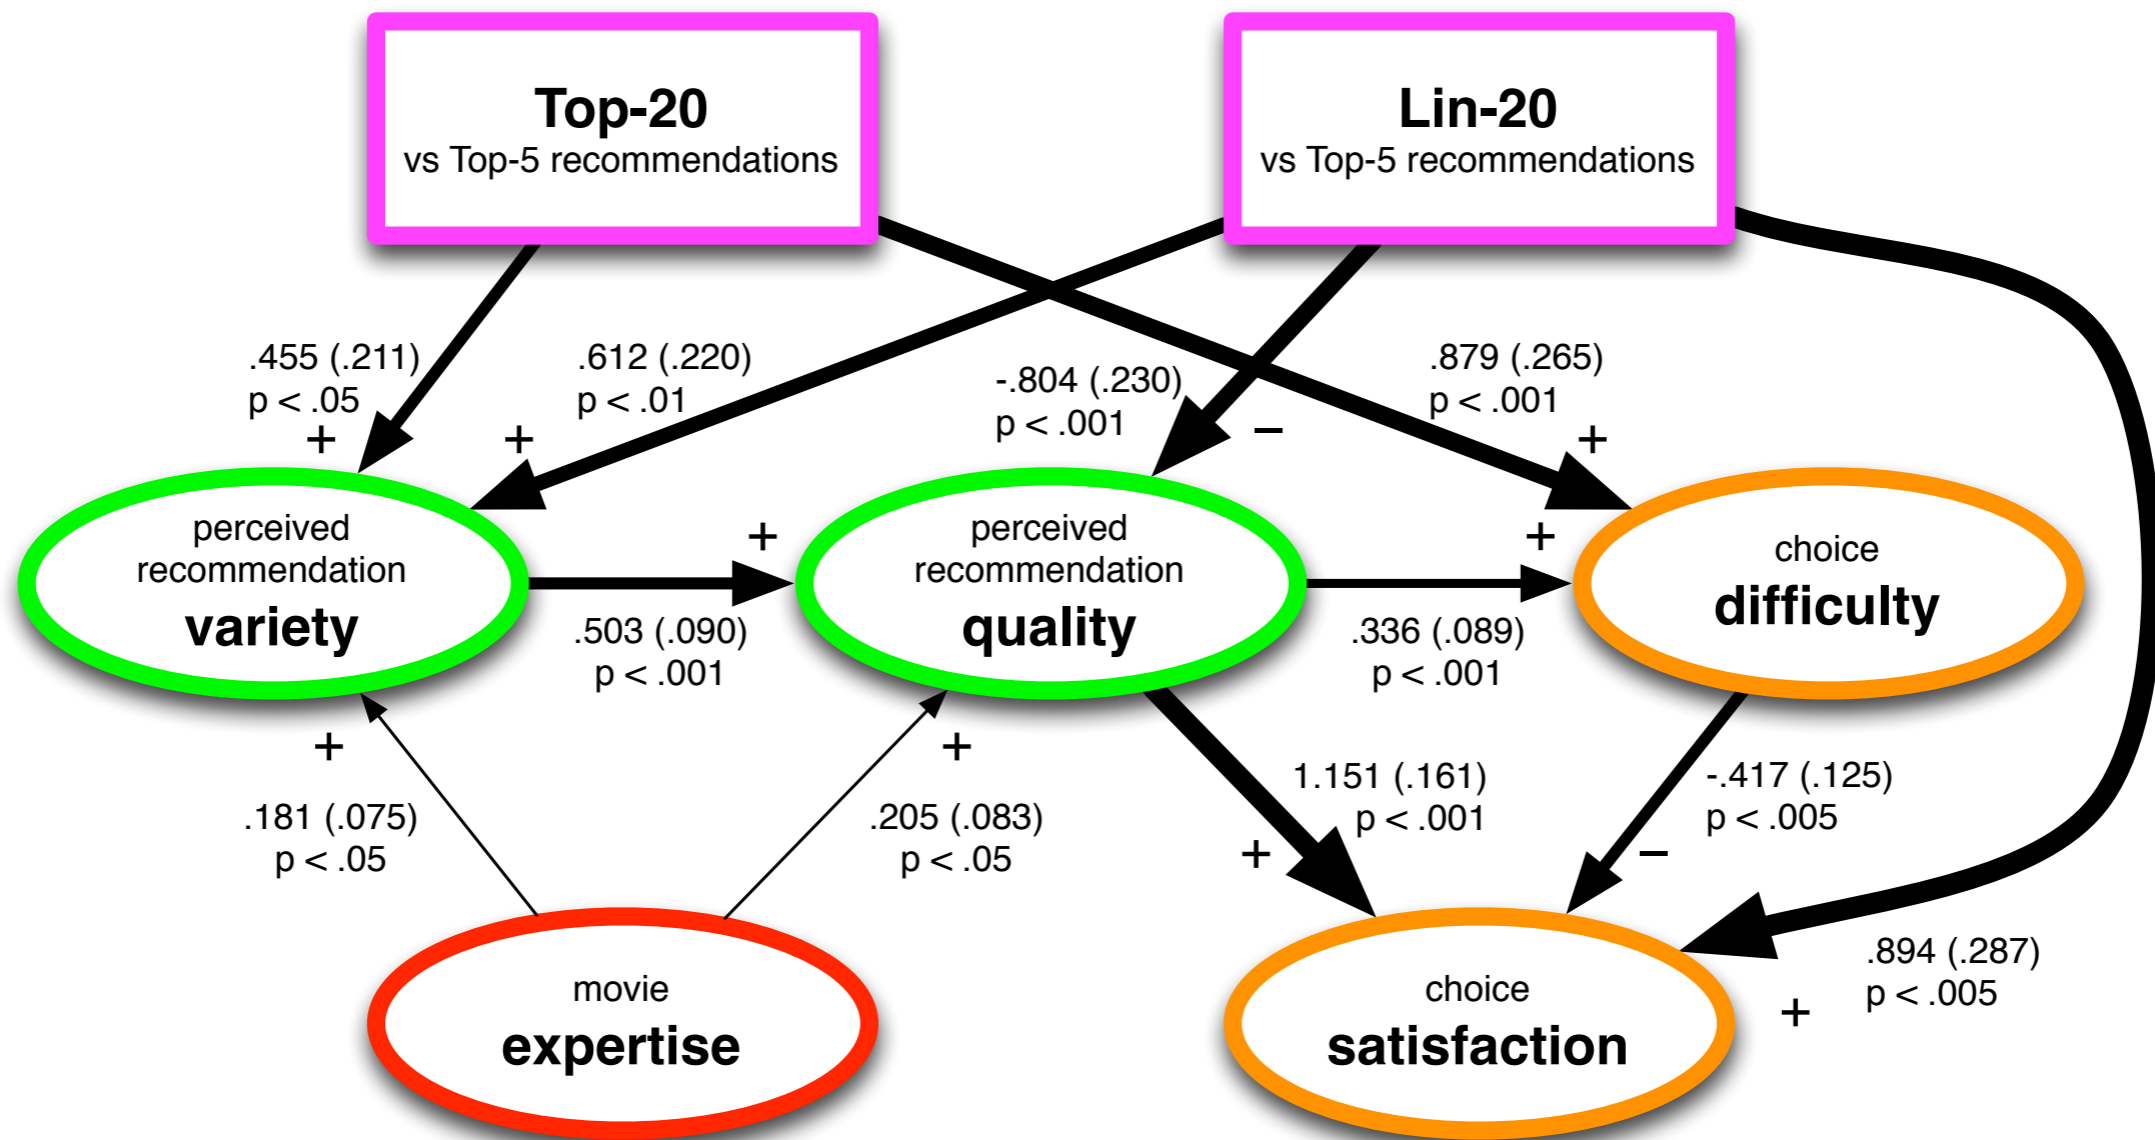 Top-20
vs Top-5 recommendations
Lin-20
vs Top-5 recommendations
.455 (.211)
p < .05
+
.612 (.220)
p < .01
+
-.804 (.230)
p < .001
−
.879 (.265)
p < .001
+
perceived
recommendation
variety
+
.503 (.090)
p < .001
perceived
recommendation
quality
+
.336 (.089)
p < .001
choice
difficulty
+
.181 (.075)
p < .05
+
.205 (.083)
p < .05
1.151 (.161)
p < .001
+
-.417 (.125)
p < .005
−
.894 (.287)
p < .005
+
movie
expertise
choice
satisfaction